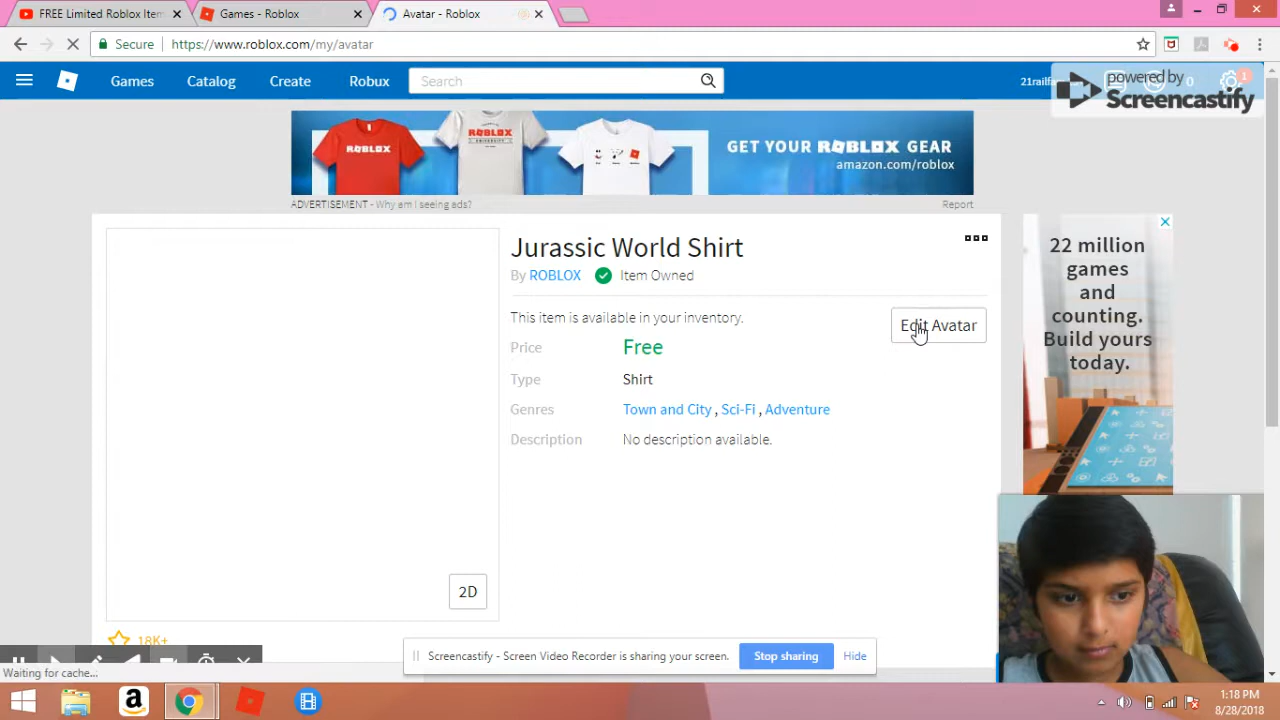 FREE Limited Roblox Item
Games - Roblox
Avatar - Roblox
Secure
https://www.roblox.com/my/avatar
Games
Catalog
Create
Robux
Search
0
1
powered by
Screencastify
ROBLOX
ROBLOX
UNIVERSITY
GET YOUR ROBLOX GEAR
amazon.com/roblox
ADVERTISEMENT - Why am I seeing ads?
Report
Jurassic World Shirt
By ROBLOX Item Owned
This item is available in your inventory.
Edit Avatar
Price Free
Type Shirt
Genres Town and City , Sci-Fi , Adventure
Description No description available.
2D
18K+
22 million
games
and
counting.
Build yours
today.
Screencastify - Screen Video Recorder is sharing your screen.
Stop sharing
Hide
Waiting for cache...
1:18 PM
8/28/2018